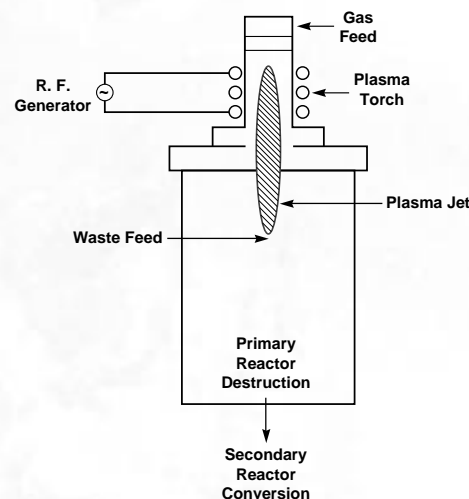 Gas
Feed
R. F.
Generator
~
Plasma
Torch
Plasma Jet
Waste Feed
Primary
Reactor
Destruction
Secondary
Reactor
Conversion